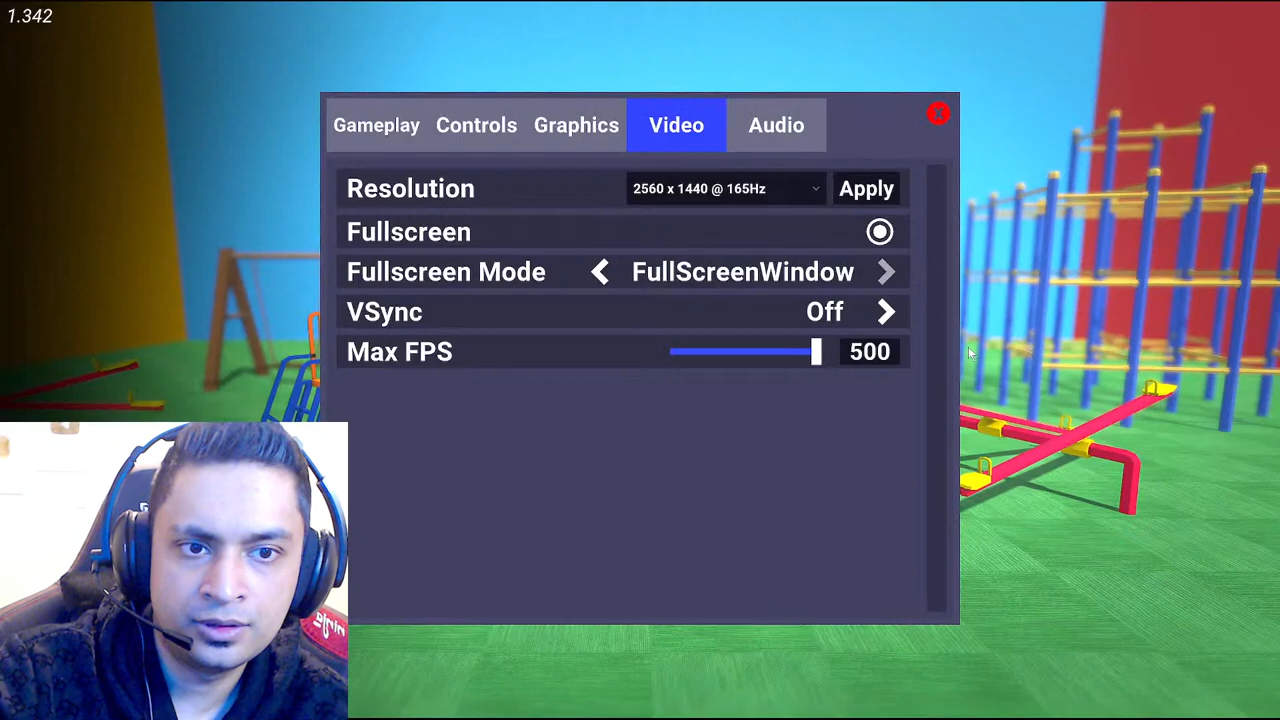 1.342
Gameplay Controls Graphics Video Audio
X
Resolution 2560 x 1440 @ 165Hz Apply
Fullscreen
Fullscreen Mode FullScreenWindow
VSync Off
Max FPS 500